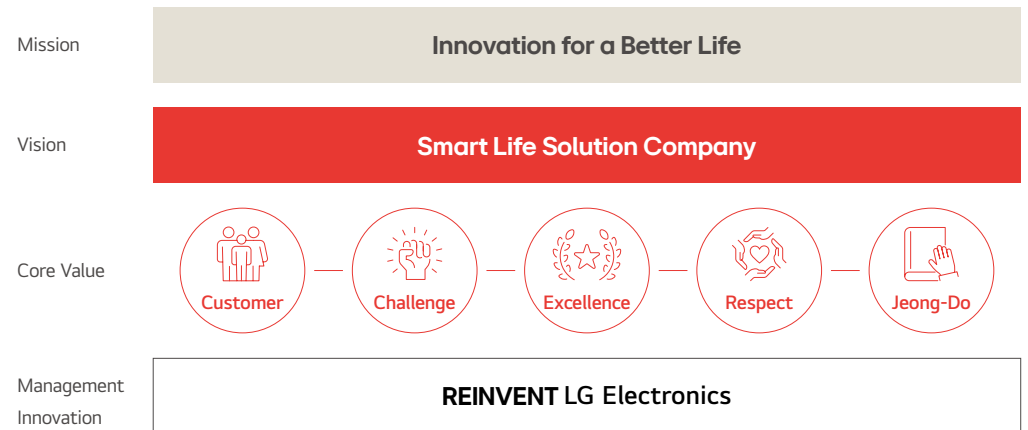 Mission
Innovation for a Better Life
Vision
Smart Life Solution Company
Core Value
Customer
Challenge
Excellence
Respect
Jeong-Do
Management
Innovation
REINVENT LG Electronics